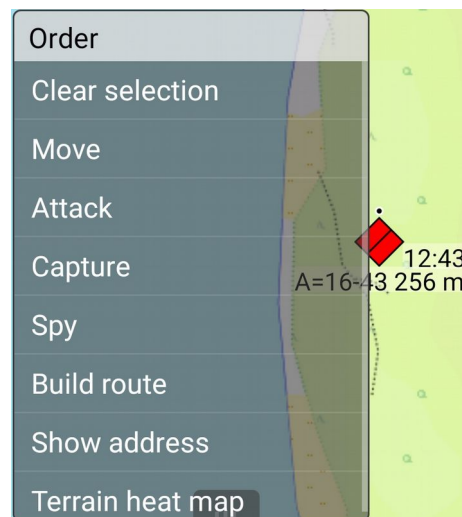 Order
Clear selection
Move
Attack
Capture
Spy
Build route
Show address
Terrain heat map
12:43
A=16-43 256 m